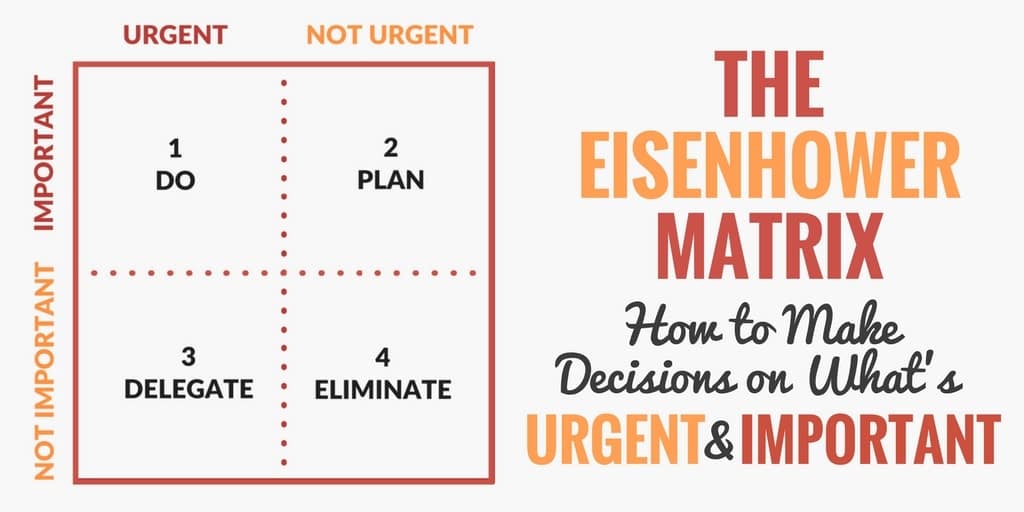 URGENT
NOT URGENT
IMPORTANT
NOT IMPORTANT
1
DO
2
PLAN
3
DELEGATE
4
ELIMINATE
THE
EISENHOWER
MATRIX
How to Make
Decisions on What's
URGENT & IMPORTANT